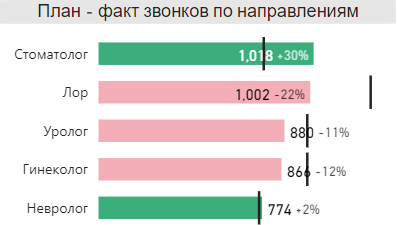 План - факт звонков по направлениям
Стоматолог 1,018 +30%
Лор 1,002 -22%
Уролог 880 -11%
Гинеколог 866 -12%
Невролог 774 +2%